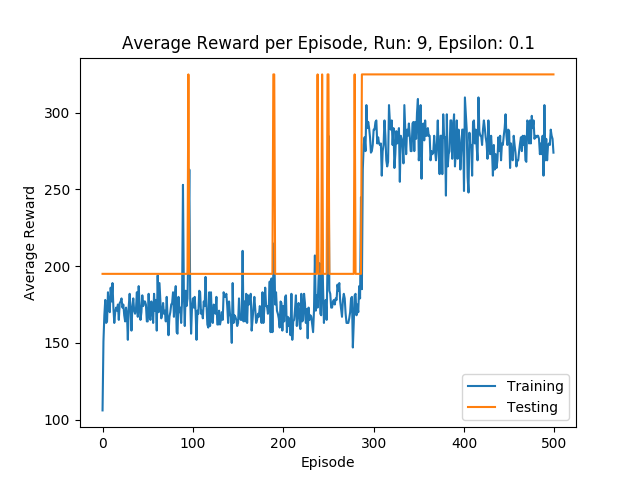 Average Reward per Episode, Run: 9, Epsilon: 0.1
Average Reward
300
250
200
150
100
0
100
200
300
400
500
Episode
Training
Testing